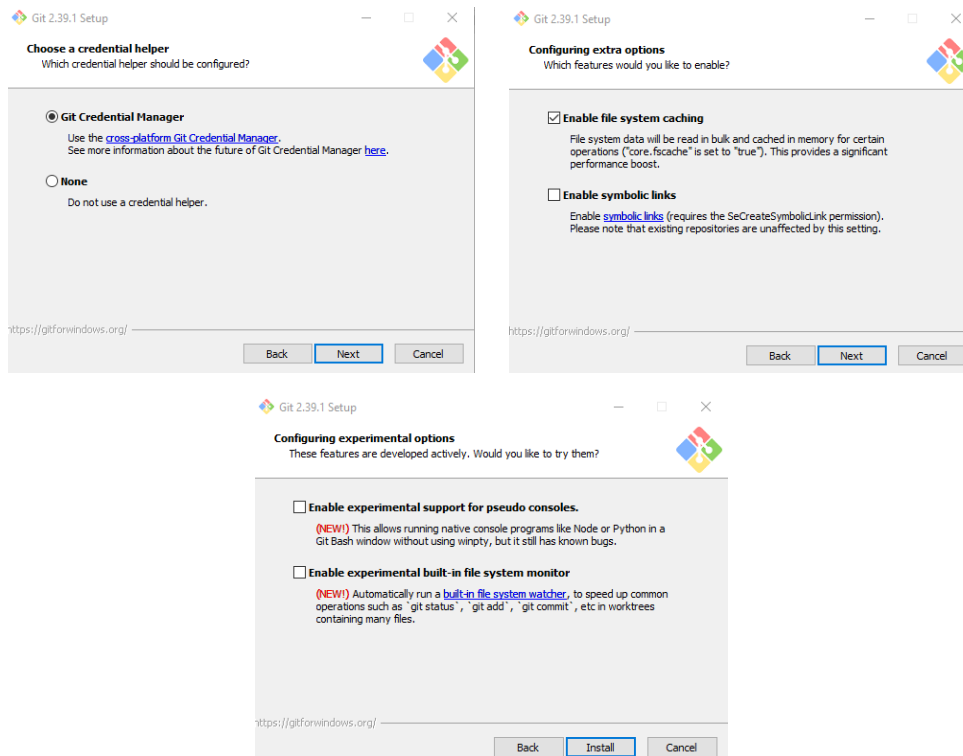 Git 2.39.1 Setup
Choose a credential helper
Which credential helper should be configured?
Git Credential Manager
Use the cross-platform Git Credential Manager.
See more information about the future of Git Credential Manager here.
None
Do not use a credential helper.
https://gitforwindows.org/
Back Next Cancel
Git 2.39.1 Setup
Configuring extra options
Which features would you like to enable?
Enable file system caching
File system data will be read in bulk and cached in memory for certain
operations ("core.fscache" is set to "true"). This provides a significant
performance boost.
Enable symbolic links
Enable symbolic links (requires the SeCreateSymbolicLink permission).
Please note that existing repositories are unaffected by this setting.
https://gitforwindows.org/
Back Next Cancel
Git 2.39.1 Setup
Configuring experimental options
These features are developed actively. Would you like to try them?
Enable experimental support for pseudo consoles.
(NEW!) This allows running native console programs like Node or Python in a
Git Bash window without using winpty, but it still has known bugs.
Enable experimental built-in file system monitor
(NEW!) Automatically run a built-in file system watcher, to speed up common
operations such as `git status`, `git add`, `git commit`, etc in worktrees
containing many files.
https://gitforwindows.org/
Back Install Cancel